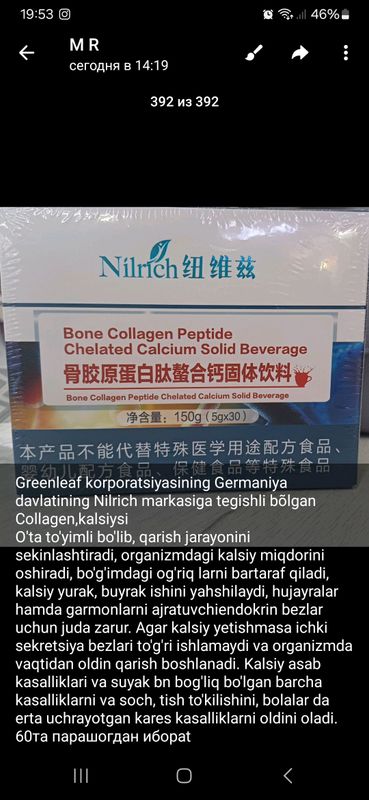 19:53
46%
M R
сегодня в 14:19
392 из 392
Nilrich 纽维兹
Bone Collagen Peptide
Chelated Calcium Solid Beverage
骨胶原蛋白肽螯合钙固体饮料
Bone Collagen Peptide Chelated Calcium Solid Beverage
净含量：150g (5gx30)
本产品不能代替特殊医学用途配方食品、
婴幼儿配方食品、保健食品等特殊食品
Greenleaf korporatsiyasining Germaniya
davlatining Nilrich markasiga tegishli bõlgan
Collagen,kalsiysi
O'ta to'yimli bo'lib, qarish jarayonini
sekinlashtiradi, organizmdagi kalsiy miqdorini
oshiradi, bo'g'imdagi og'riq larni bartaraf qiladi,
kalsiy yurak, buyrak ishini yahshilaydi, hujayralar
hamda garmonlarni ajratuvchiendokrin bezlar
uchun juda zarur. Agar kalsiy yetishmasa ichki
sekretsiya bezlari to'g'ri ishlamaydi va organizmda
vaqtidan oldin qarish boshlanadi. Kalsiy asab
kasalliklari va suyak bn bog'liq bo'lgan barcha
kasalliklarni va soch, tish to'kilishini, bolalar da
erta uchrayotgan kares kasalliklarni oldini oladi.
60та парашогдан иборат